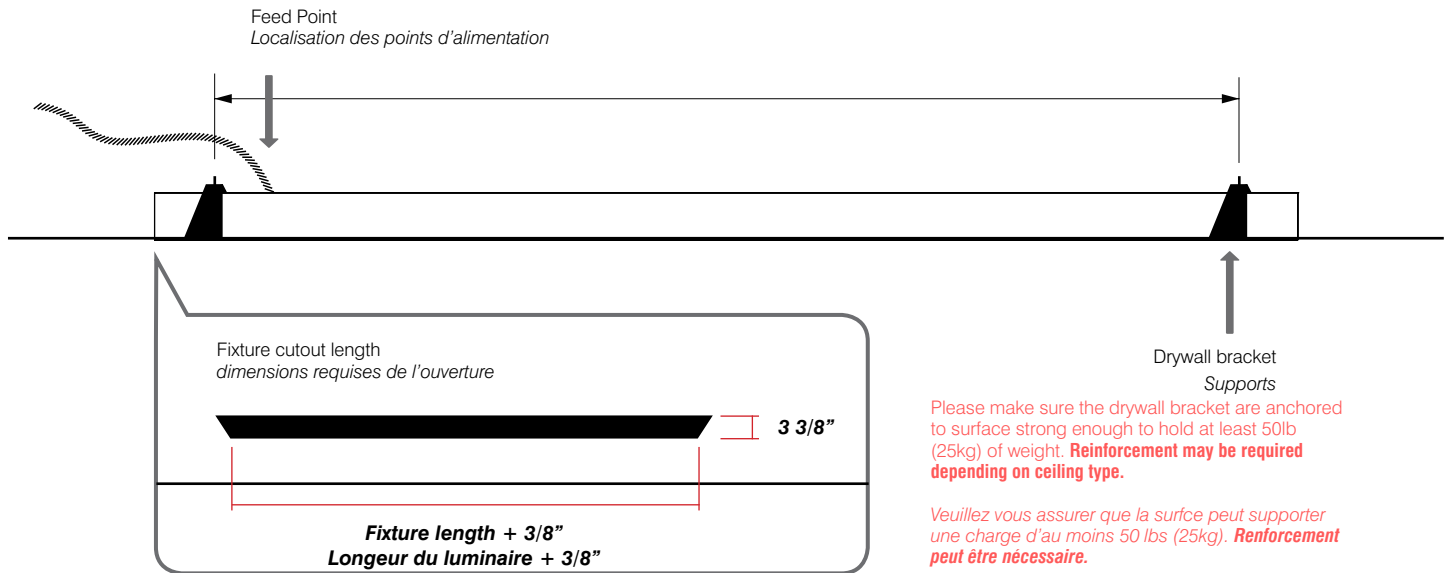 Feed Point
Localisation des points d'alimentation
Fixture cutout length
dimensions requises de l'ouverture
3 3/8”
Fixture length + 3/8”
Longeur du luminaire + 3/8”
Drywall bracket
Supports
Please make sure the drywall bracket are anchored
to surface strong enough to hold at least 50lb
(25kg) of weight. Reinforcement may be required
depending on ceiling type.
Veuillez vous assurer que la surfce peut supporter
une charge d'au moins 50 lbs (25kg). Renforcement
peut être nécessaire.